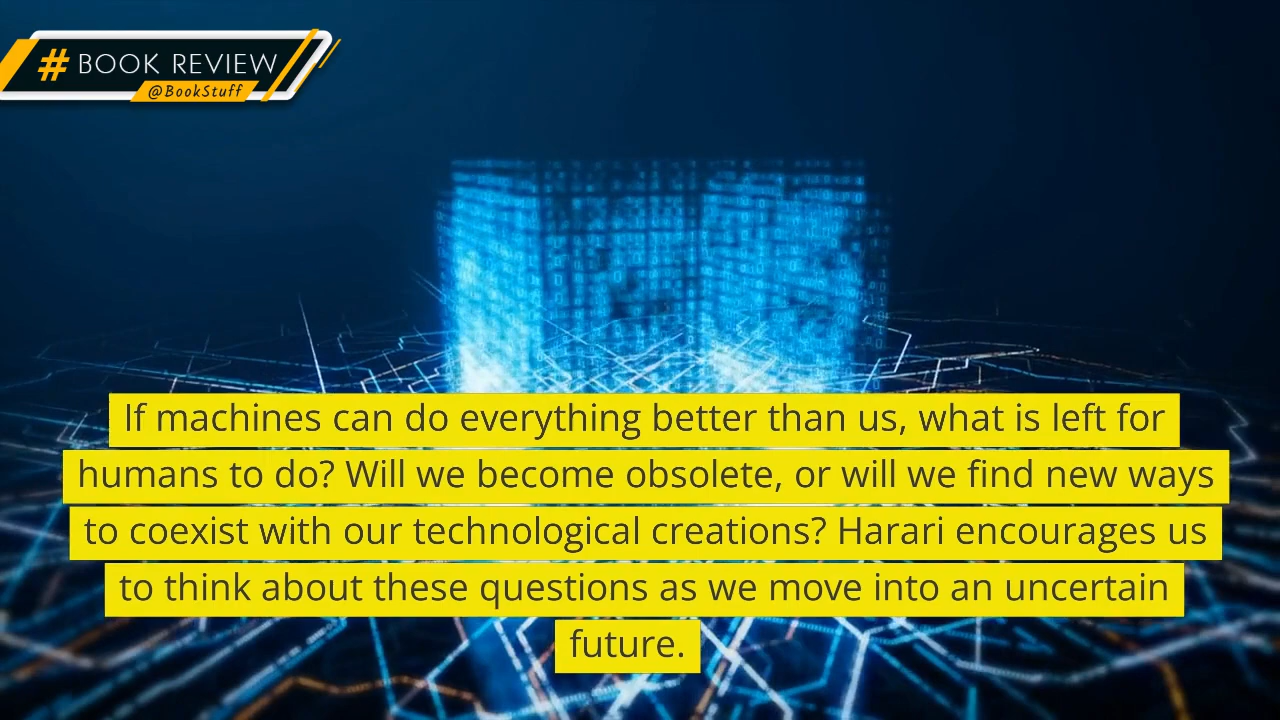 # BOOK REVIEW
@BookStuff
If machines can do everything better than us, what is left for
humans to do? Will we become obsolete, or will we find new ways
to coexist with our technological creations? Harari encourages us
to think about these questions as we move into an uncertain
future.